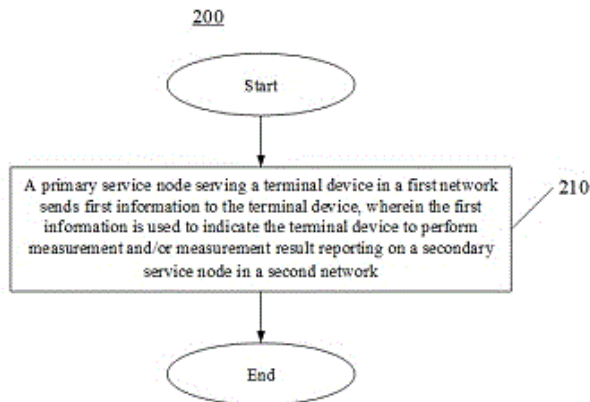 200
Start
A primary service node serving a terminal device in a first network
sends first information to the terminal device, wherein the first
information is used to indicate the terminal device to perform
measurement and/or measurement result reporting on a secondary
service node in a second network
210
End